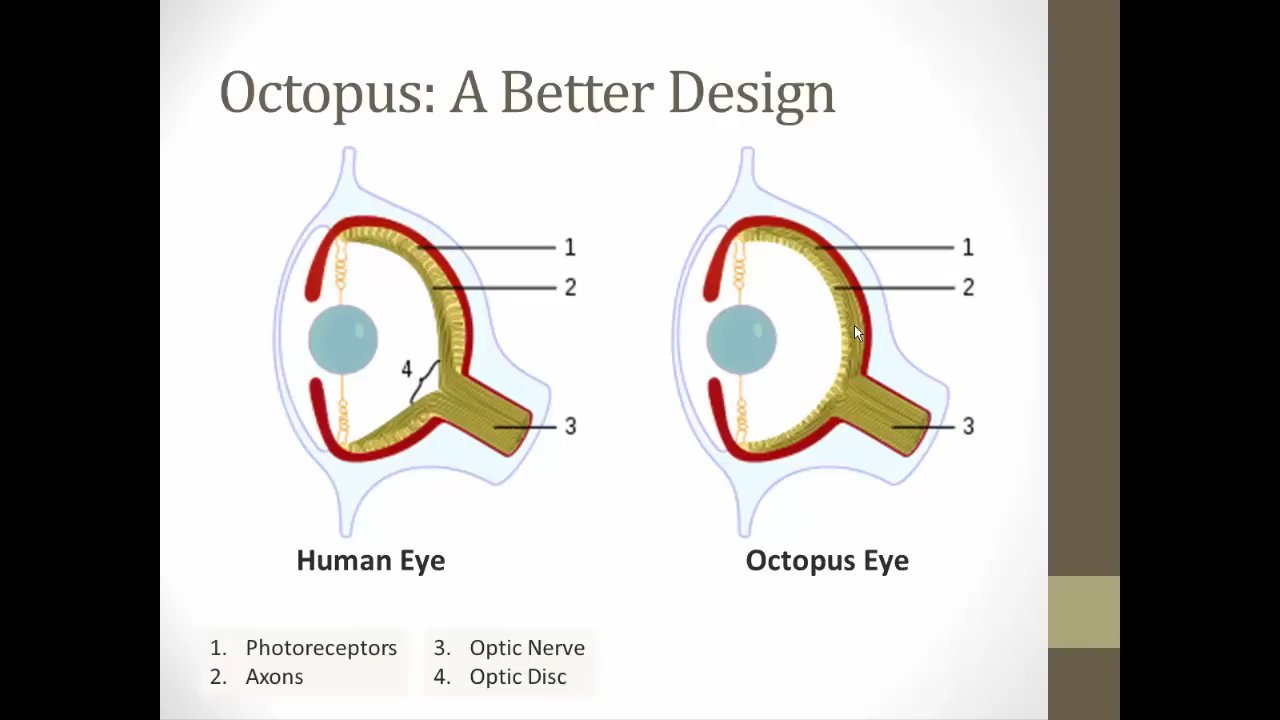 Octopus: A Better Design
1
2
4
3
1
2
3
Human Eye
Octopus Eye
1. Photoreceptors
2. Axons
3. Optic Nerve
4. Optic Disc